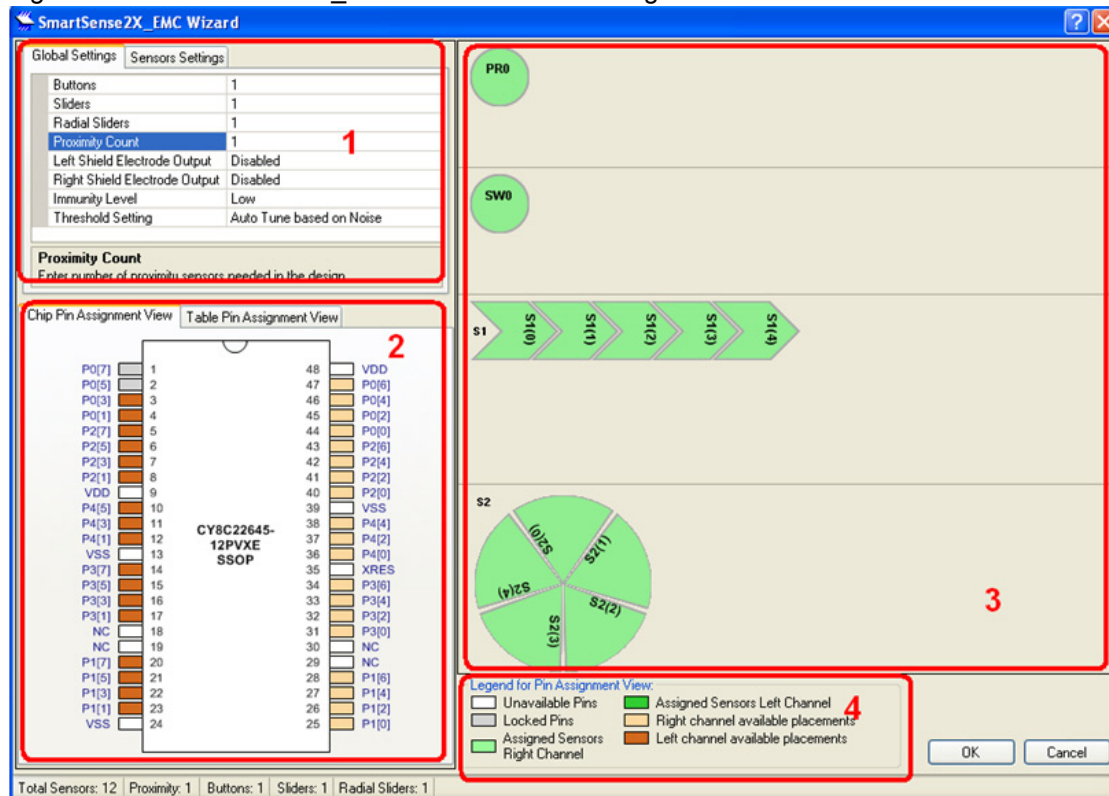 SmartSense2X_EMC Wizard
Global Settings Sensors Settings
Buttons 1
Sliders 1
Radial Sliders 1
Proximity Count 1
Left Shield Electrode Output Disabled
Right Shield Electrode Output Disabled
Immunity Level Low
Threshold Setting Auto Tune based on Noise
1
Proximity Count
Enter number of proximity sensors needed in the design
Chip Pin Assignment View Table Pin Assignment View
2
P0[7] 1 48 VDD
P0[5] 2 47 P0[6]
P0[3] 3 46 P0[4]
P0[1] 4 45 P0[2]
P2[7] 5 44 P0[0]
P2[5] 6 43 P2[6]
P2[3] 7 42 P2[4]
P2[1] 8 41 P2[2]
VDD 9 40 P2[0]
P4[5] 10 39 VSS
P4[3] 11 38 P4[4]
P4[1] 12 37 P4[2]
VSS 13 36 P4[0]
P3[7] 14 35 XRES
P3[5] 15 34 P3[6]
P3[3] 16 33 P3[4]
P3[1] 17 32 P3[2]
NC 18 31 P3[0]
NC 19 30 NC
P1[7] 20 29 NC
P1[5] 21 28 P1[6]
P1[3] 22 27 P1[4]
P1[1] 23 26 P1[2]
VSS 24 25 P1[0]
CY8C22645-
12PVXE
SSOP
PR0
SW0
S1 S1(0) S1(1) S1(2) S1(3) S1(4)
S2
S2(0) S2(1)
S2(4) S2(2)
S2(3)
3
Legend for Pin Assignment View:
Unavailable Pins Assigned Sensors Left Channel
Locked Pins Right channel available placements
Assigned Sensors Left channel available placements
Right Channel
4
OK Cancel
Total Sensors: 12 Proximity: 1 Buttons: 1 Sliders: 1 Radial Sliders: 1